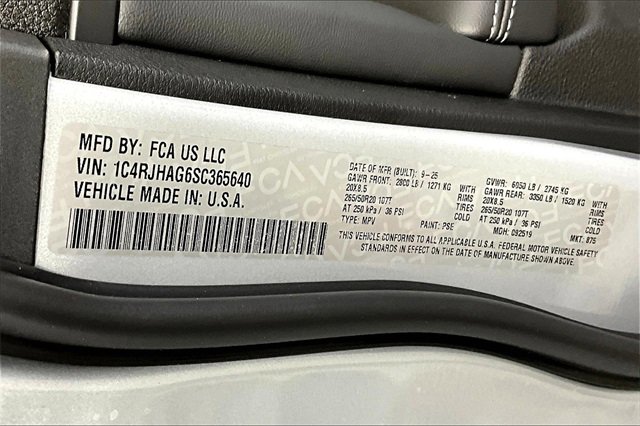 MFD BY: FCA US LLC
VIN: 1C4RJHAG6SC365640
VEHICLE MADE IN U.S.A.
DATE OF MFR (BUILT): 9-25 GVWR: 6050 LB / 2745 KG
GAWR FRONT: 2800 LB / 1271 KG GAWR REAR: 3350 LB / 1520 KG
20X8.5 RIMS 20X8.5 RIMS
265/50R20 107T TIRES 265/50R20 107T TIRES
AT 250 kPa / 36 PSI COLD AT 250 kPa / 36 PSI COLD
TYPE: MPV PAINT: PSE MDH: 092519 MKT: 875
VEHICLE CONFORMS TO ALL APPLICABLE U.S.A. FEDERAL MOTOR VEHICLE SAFETY
STANDARDS IN EFFECT ON THE DATE OF MANUFACTURE SHOWN ABOVE.